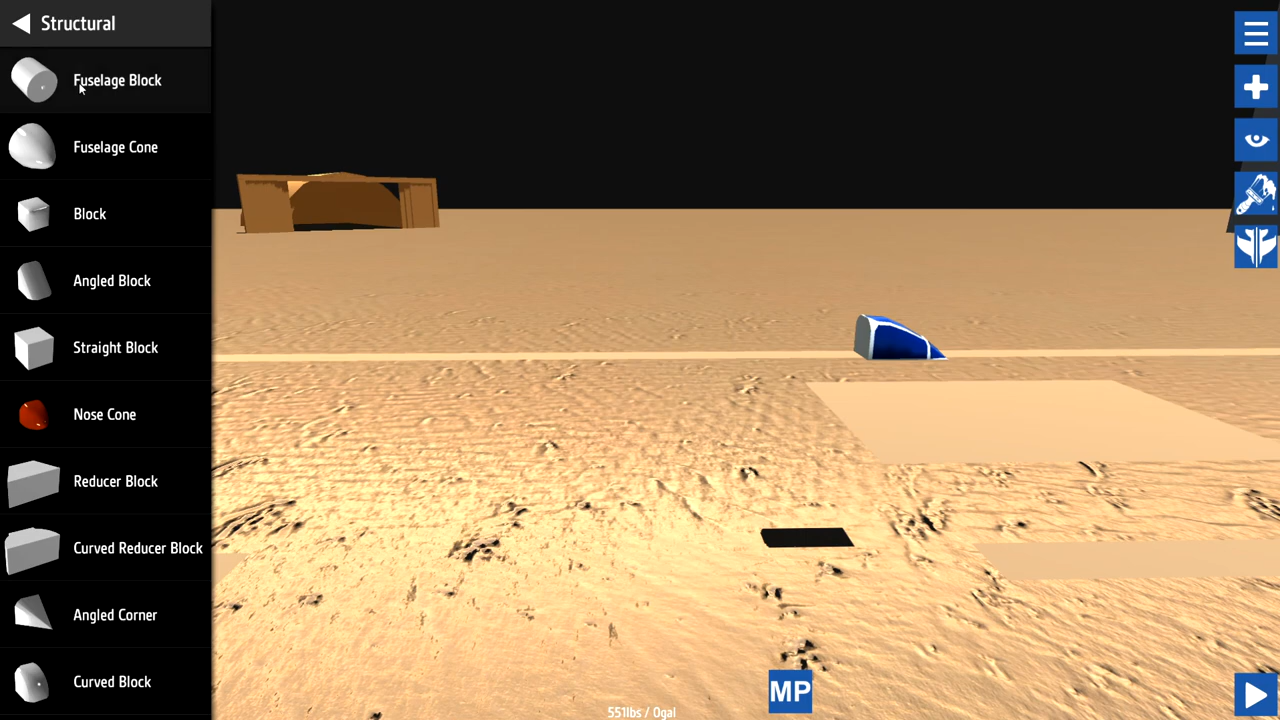 Structural
Fuselage Block
Fuselage Cone
Block
Angled Block
Straight Block
Nose Cone
Reducer Block
Curved Reducer Block
Angled Corner
Curved Block
MP
551lbs / 0gal